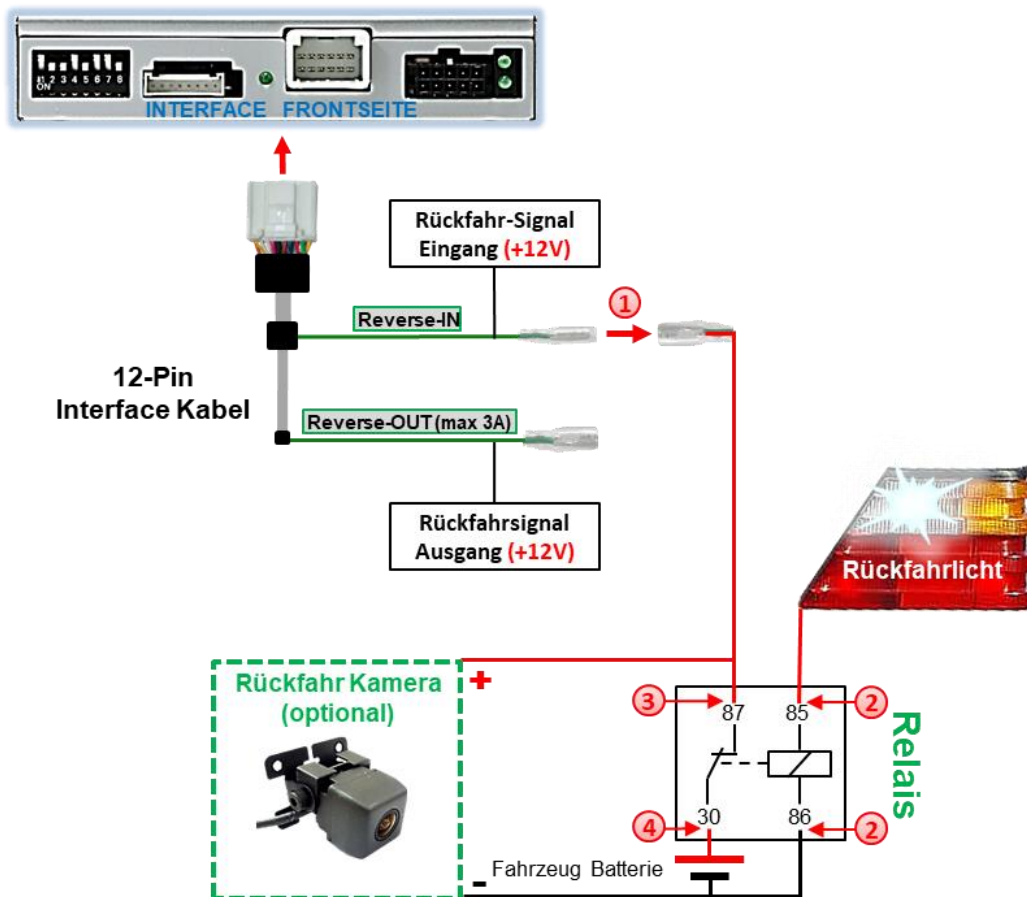 1 2 3 4 5 6 7 8
ON
INTERFACE FRONTSEITE
Rückfahr-Signal
Eingang (+12V)
Reverse-IN
1
12-Pin
Interface Kabel
Reverse-OUT (max 3A)
Rückfahrsignal
Ausgang (+12V)
Rückfahrlicht
Rückfahr Kamera
(optional)
+
3
87
85
2
Relais
4
30
86
2
- Fahrzeug Batterie